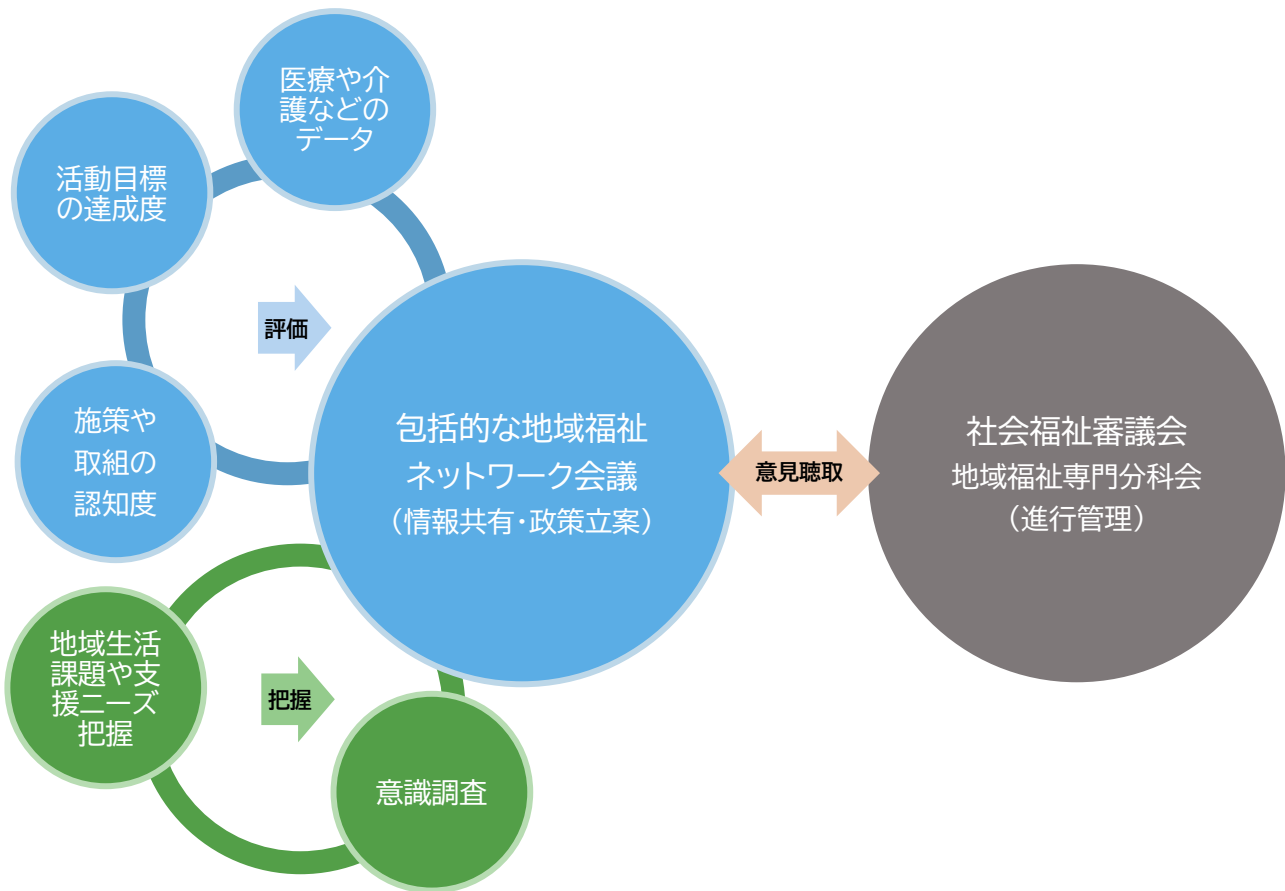 医療や介
護などの
データ
活動目標
の達成度
評価
施策や
取組の
認知度
包括的な地域福祉
ネットワーク会議
（情報共有・政策立案）
意見聴取
社会福祉審議会
地域福祉専門分科会
（進行管理）
地域生活
課題や支
援ニーズ
把握
把握
意識調査